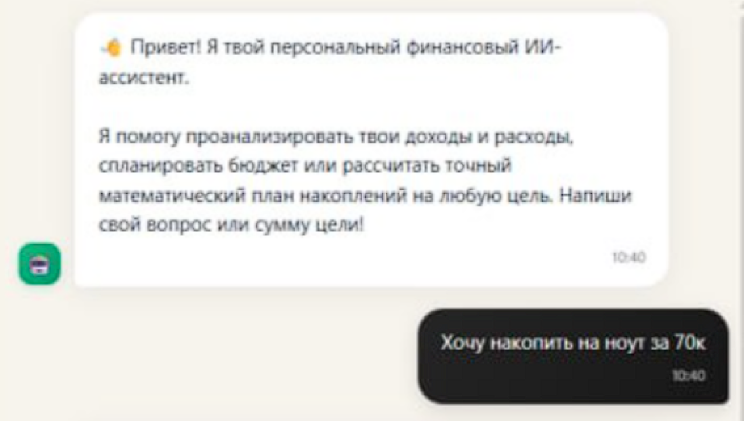 👋 Привет! Я твой персональный финансовый ИИ-
ассистент.
Я помогу проанализировать твои доходы и расходы,
спланировать бюджет или рассчитать точный
математический план накоплений на любую цель. Напиши
свой вопрос или сумму цели!
10:40
Хочу накопить на ноут за 70к
10:40